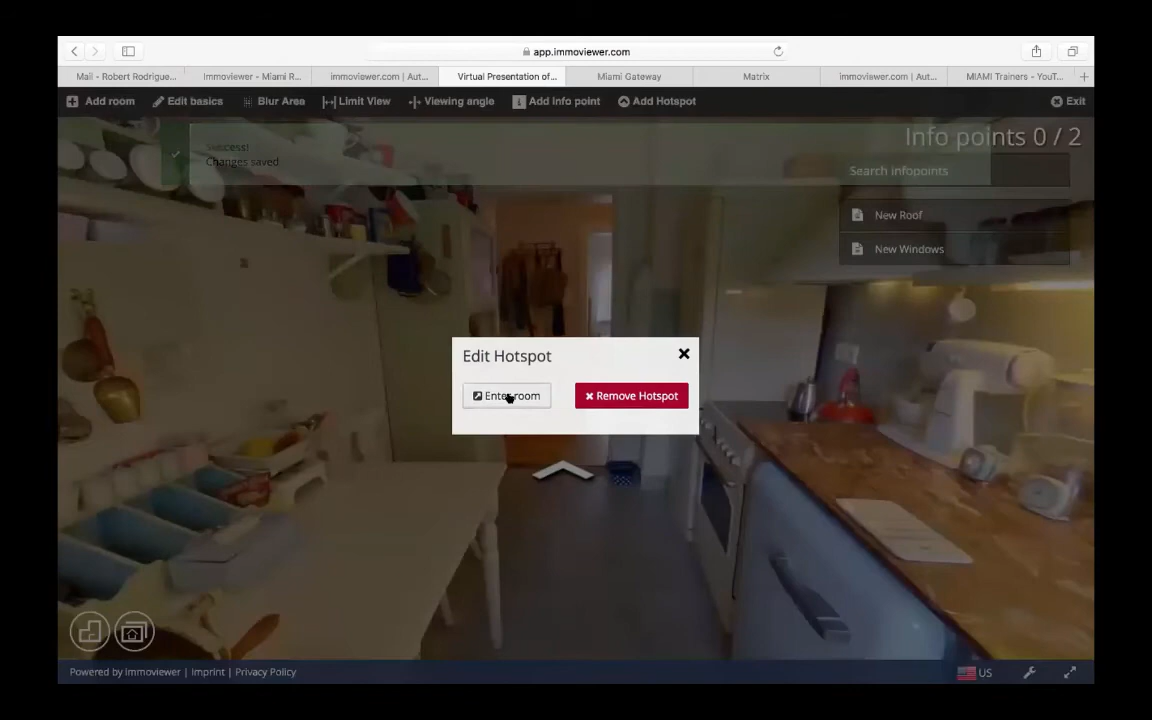 app.immoviewer.com
Mail - Robert Rodrigue...
Immoviewer - Miami R...
immoviewer.com | Aut...
Virtual Presentation of...
Miami Gateway
Matrix
immoviewer.com | Aut...
MIAMI Trainers - YouT...
Add room
Edit basics
Blur Area
Limit View
Viewing angle
Add info point
Add Hotspot
Exit
Success!
Changes saved
Info points 0 / 2
Search infopoints
New Roof
New Windows
Edit Hotspot
Enter room
Remove Hotspot
Powered by Immoviewer | Imprint | Privacy Policy
US